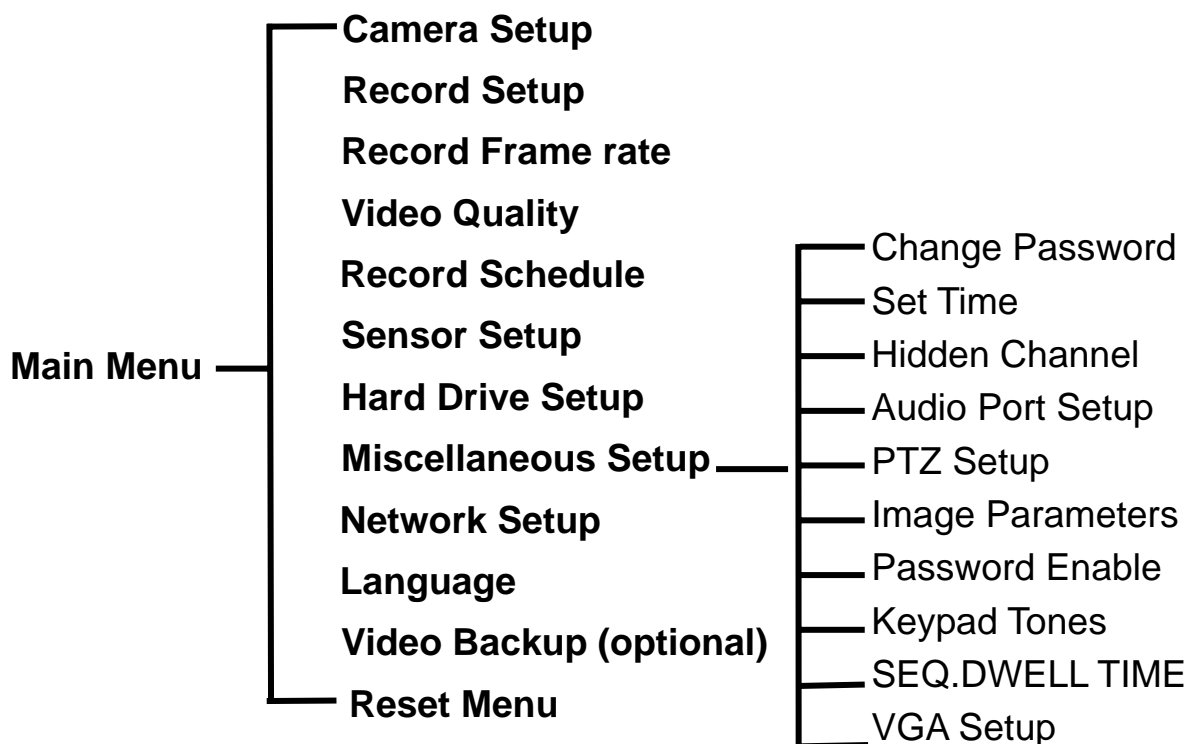 Main Menu
Camera Setup
Record Setup
Record Frame rate
Video Quality
Record Schedule
Sensor Setup
Hard Drive Setup
Miscellaneous Setup
Network Setup
Language
Video Backup (optional)
Reset Menu
Change Password
Set Time
Hidden Channel
Audio Port Setup
PTZ Setup
Image Parameters
Password Enable
Keypad Tones
SEQ.DWELL TIME
VGA Setup